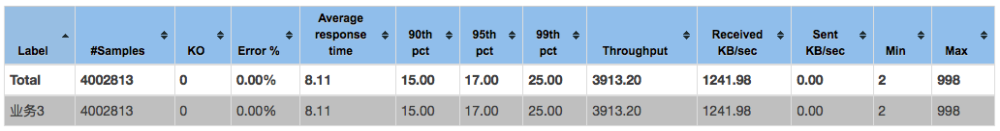 Label #Samples KO Error % Average response time 90th pct 95th pct 99th pct Throughput Received KB/sec Sent KB/sec Min Max
Total 4002813 0 0.00% 8.11 15.00 17.00 25.00 3913.20 1241.98 0.00 2 998
业务3 4002813 0 0.00% 8.11 15.00 17.00 25.00 3913.20 1241.98 0.00 2 998